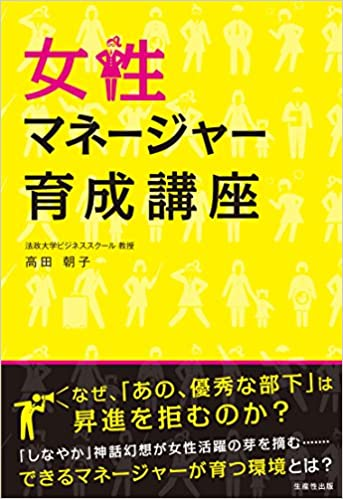 女性
マネージャー
育成講座
法政大学ビジネススクール 教授
高田 朝子
なぜ、「あの、優秀な部下」は
昇進を拒むのか?
「しなやか」神話幻想が女性活躍の芽を摘む……
できるマネージャーが育つ環境とは?
生産性出版